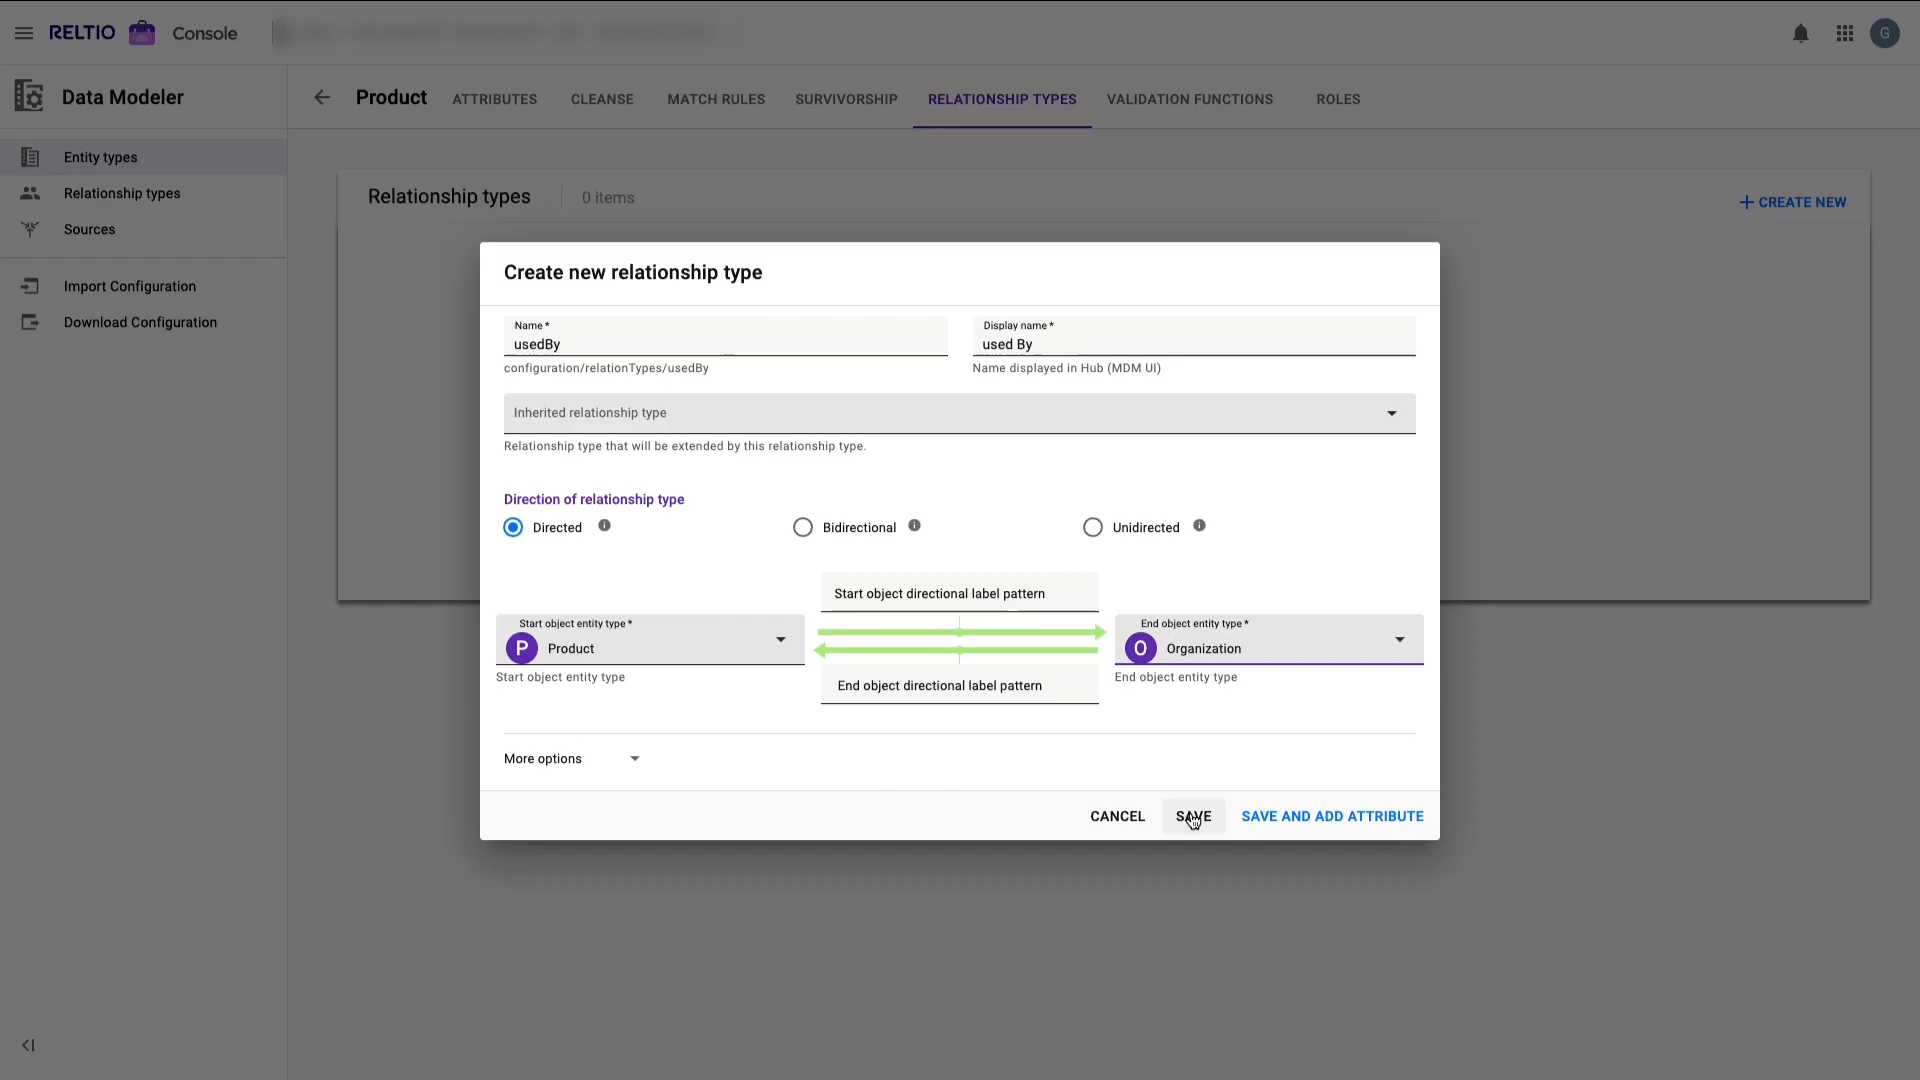 RELTIO Console
G
Data Modeler
Product ATTRIBUTES CLEANSE MATCH RULES SURVIVORSHIP RELATIONSHIP TYPES VALIDATION FUNCTIONS ROLES
Entity types
Relationship types
Sources
Import Configuration
Download Configuration
Relationship types 0 items
CREATE NEW
Create new relationship type
Name *
usedBy
configuration/relationTypes/usedBy
Display name *
used By
Name displayed in Hub (MDM UI)
Inherited relationship type
Relationship type that will be extended by this relationship type.
Direction of relationship type
Directed Bidirectional Unidirected
Start object directional label pattern
Start object entity type *
P Product
Start object entity type
End object entity type *
O Organization
End object entity type
End object directional label pattern
More options
CANCEL SAVE SAVE AND ADD ATTRIBUTE